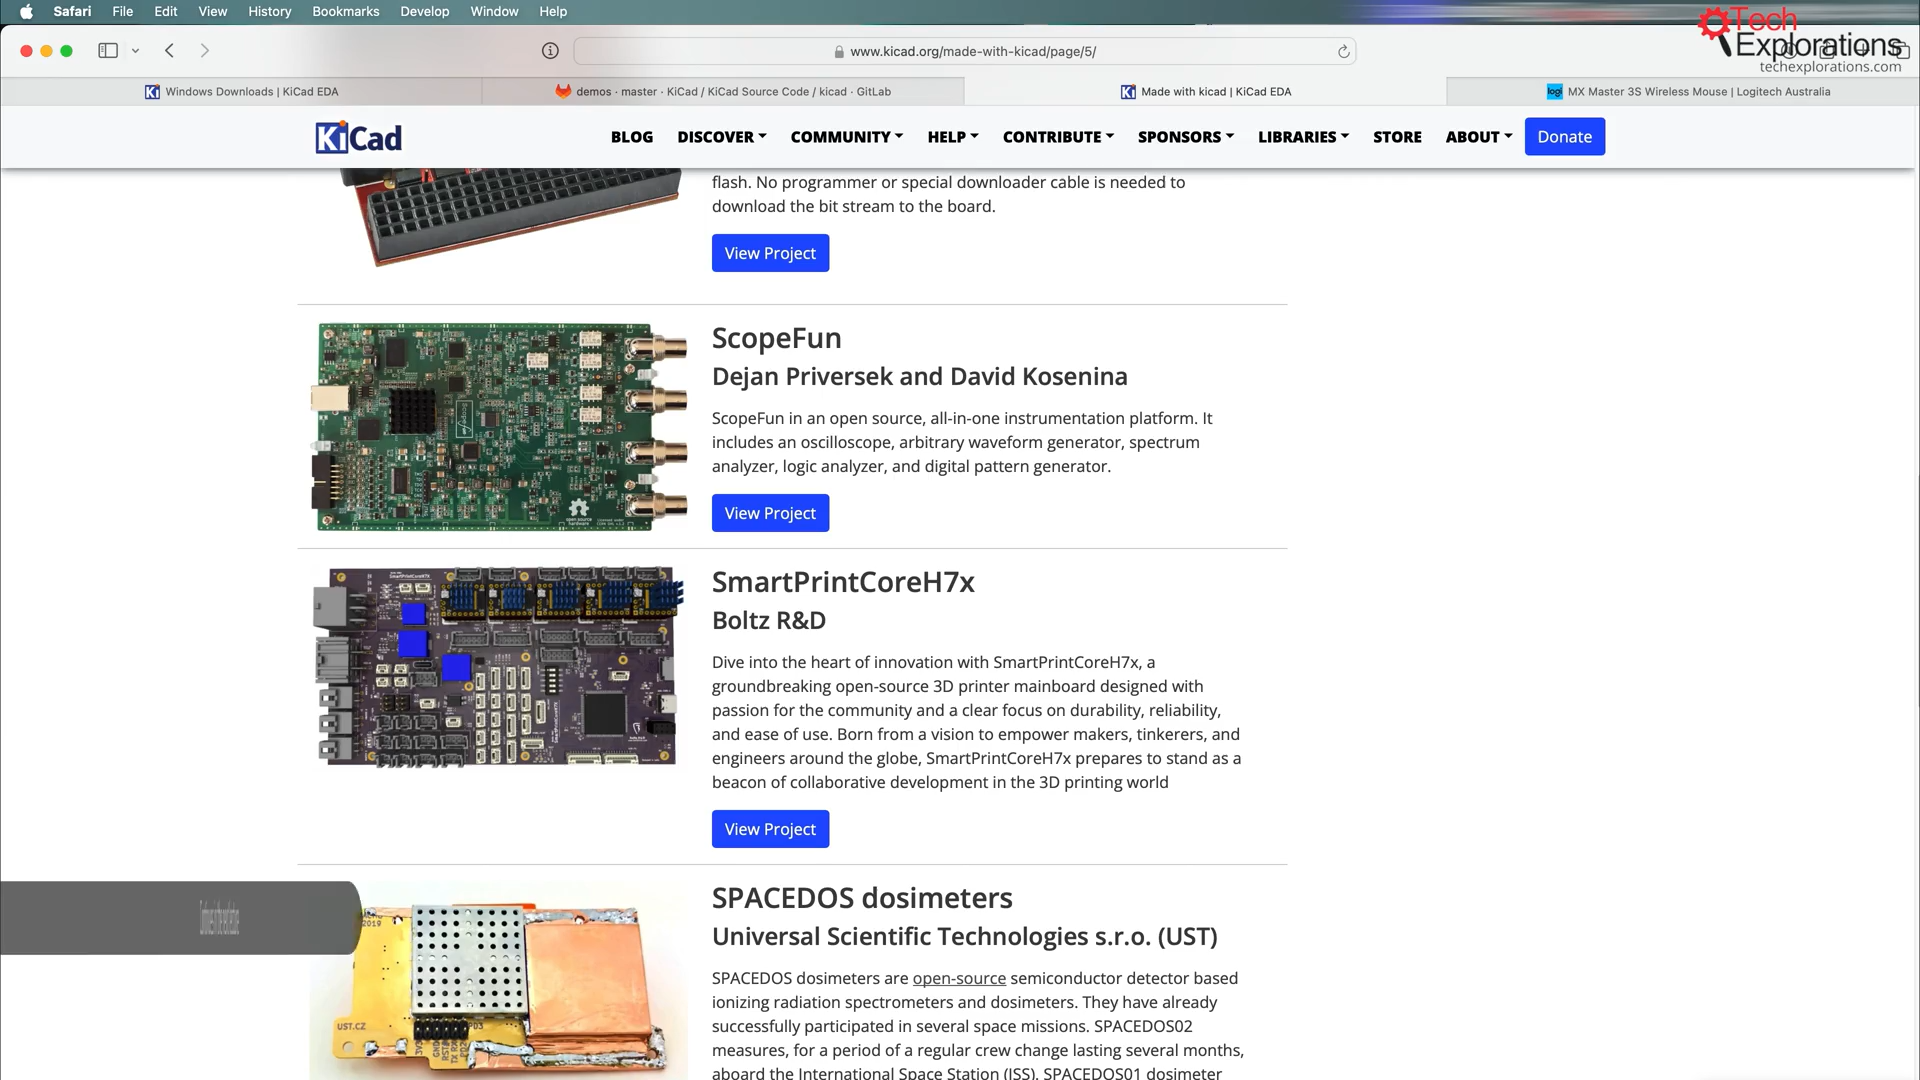 Safari File Edit View History Bookmarks Develop Window Help
Tech
Explorations
techexplorations.com
www.kicad.org/made-with-kicad/page/5/
Windows Downloads | KiCad EDA
demos · master · KiCad / KiCad Source Code / kicad · GitLab
Made with kicad | KiCad EDA
logi
MX Master 3S Wireless Mouse | Logitech Australia
KiCad
BLOG DISCOVER COMMUNITY HELP CONTRIBUTE SPONSORS LIBRARIES STORE ABOUT Donate
flash. No programmer or special downloader cable is needed to
download the bit stream to the board.
View Project
ScopeFun
Dejan Priversek and David Kosenina
ScopeFun in an open source, all-in-one instrumentation platform. It
includes an oscilloscope, arbitrary waveform generator, spectrum
analyzer, logic analyzer, and digital pattern generator.
View Project
open source
hardware
SmartPrintCoreH7x
Boltz R&D
Dive into the heart of innovation with SmartPrintCoreH7x, a
groundbreaking open-source 3D printer mainboard designed with
passion for the community and a clear focus on durability, reliability,
and ease of use. Born from a vision to empower makers, tinkerers, and
engineers around the globe, SmartPrintCoreH7x prepares to stand as a
beacon of collaborative development in the 3D printing world
View Project
SmartPrintCoreH7X
SPACEDOS dosimeters
Universal Scientific Technologies s.r.o. (UST)
SPACEDOS dosimeters are open-source semiconductor detector based
ionizing radiation spectrometers and dosimeters. They have already
successfully participated in several space missions. SPACEDOS02
measures, for a period of a regular crew change lasting several months,
aboard the International Space Station (ISS). SPACEDOS01 dosimeter
2019
UST.CZ